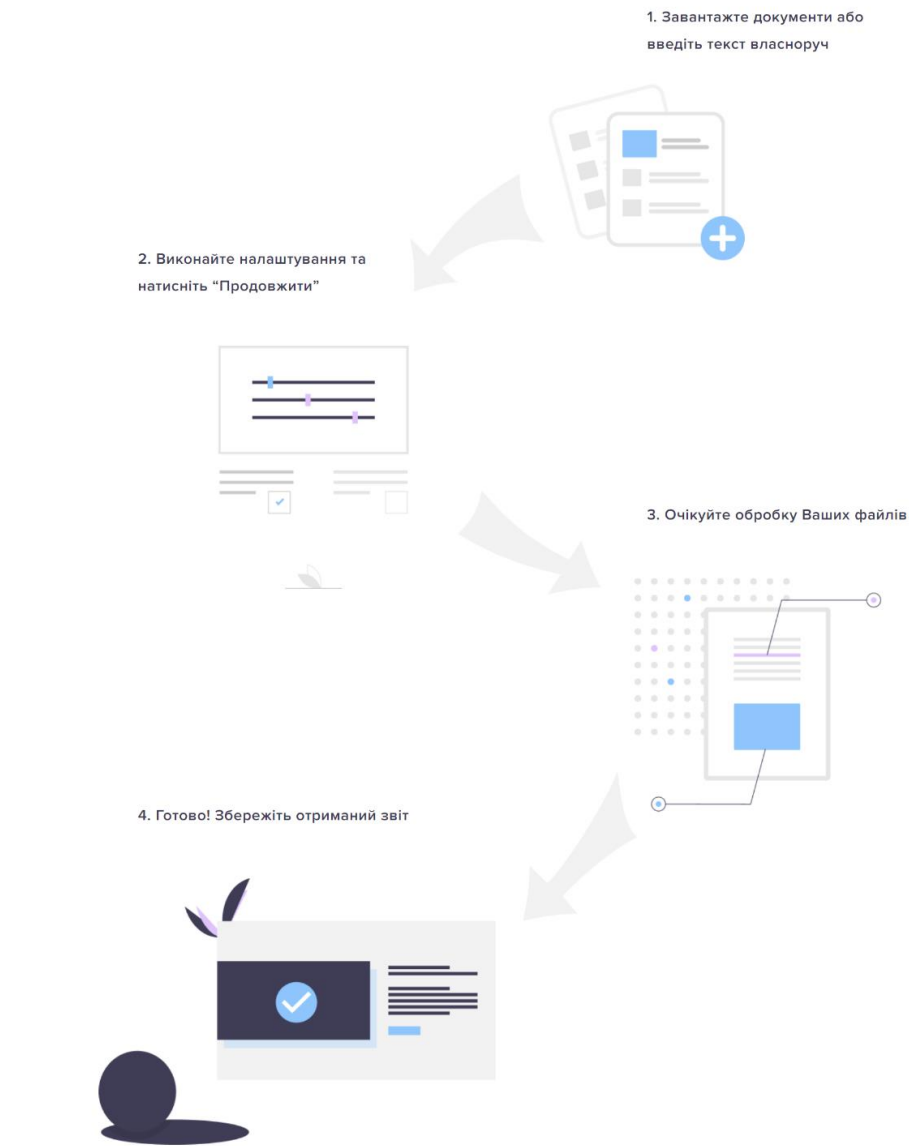 1. Завантажте документи або
введіть текст власноруч
2. Виконайте налаштування та
натисніть “Продовжити”
3. Очікуйте обробку Ваших файлів
4. Готово! Збережіть отриманий звіт